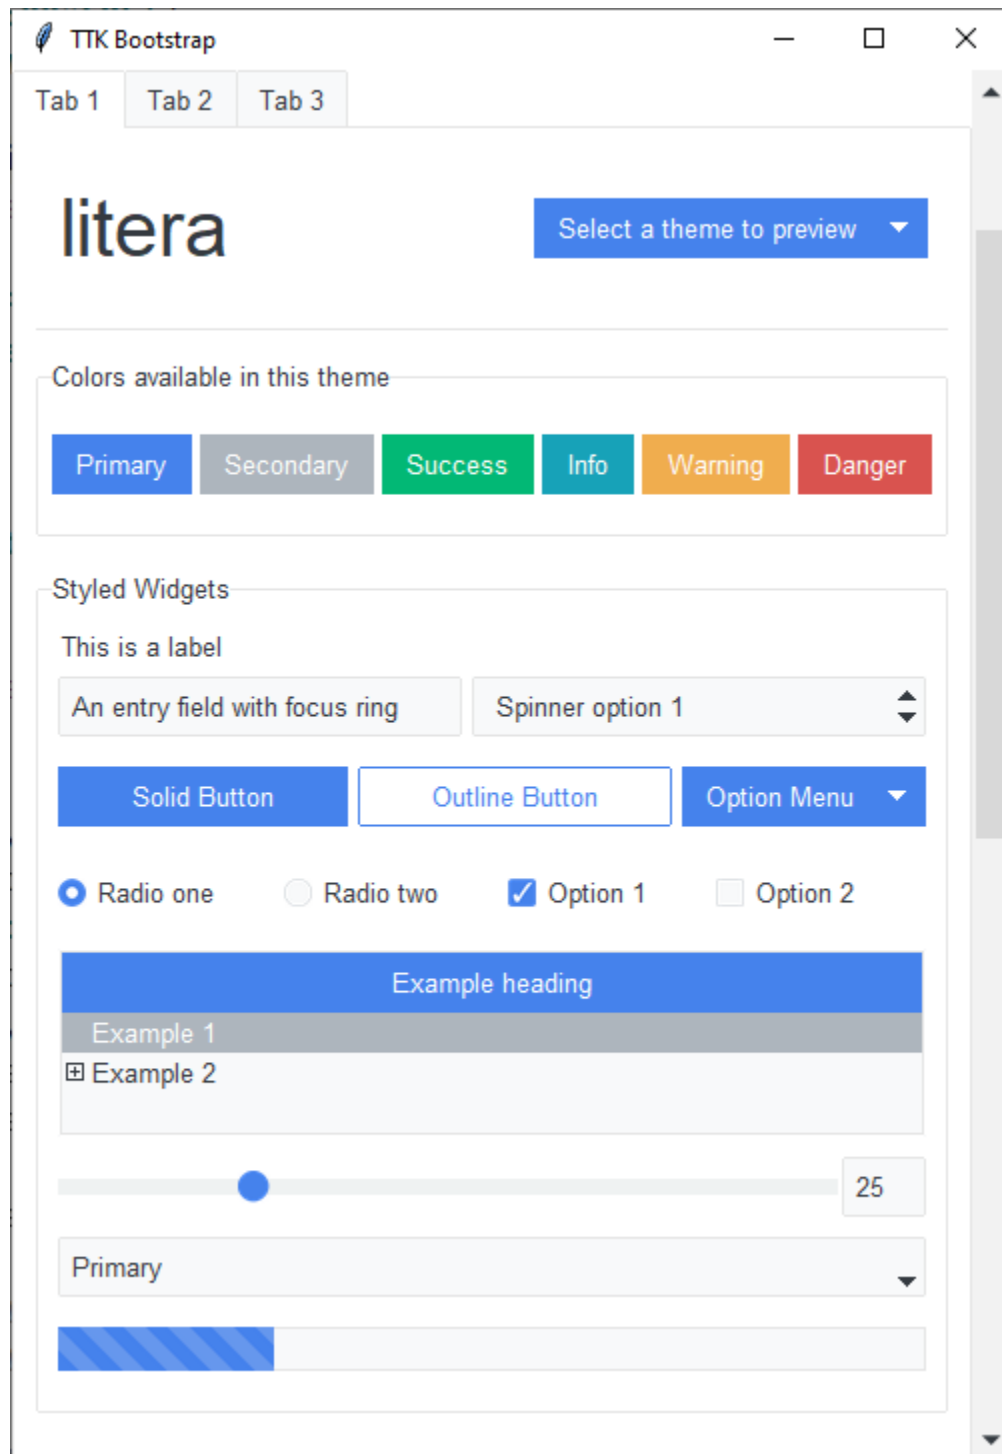 TTK Bootstrap
Tab 1 Tab 2 Tab 3
litera Select a theme to preview
Colors available in this theme
Primary Secondary Success Info Warning Danger
Styled Widgets
This is a label
An entry field with focus ring Spinner option 1
Solid Button Outline Button Option Menu
Radio one Radio two Option 1 Option 2
Example heading
Example 1
Example 2
25
Primary